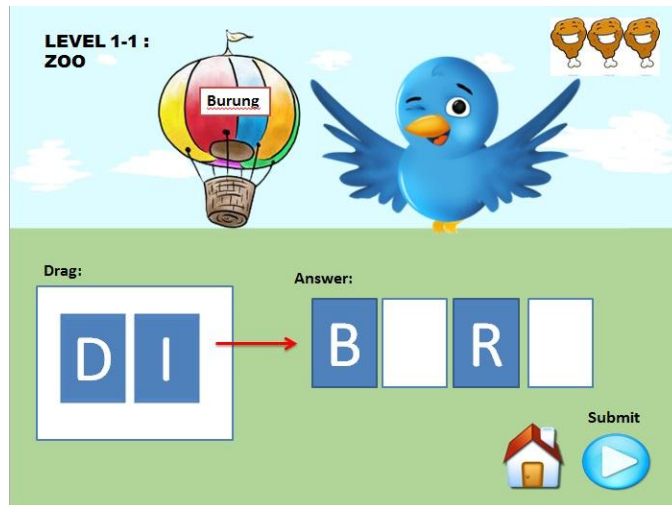 LEVEL 1-1 :
ZOO
Burung
Drag:
D I
Answer:
B R
Submit